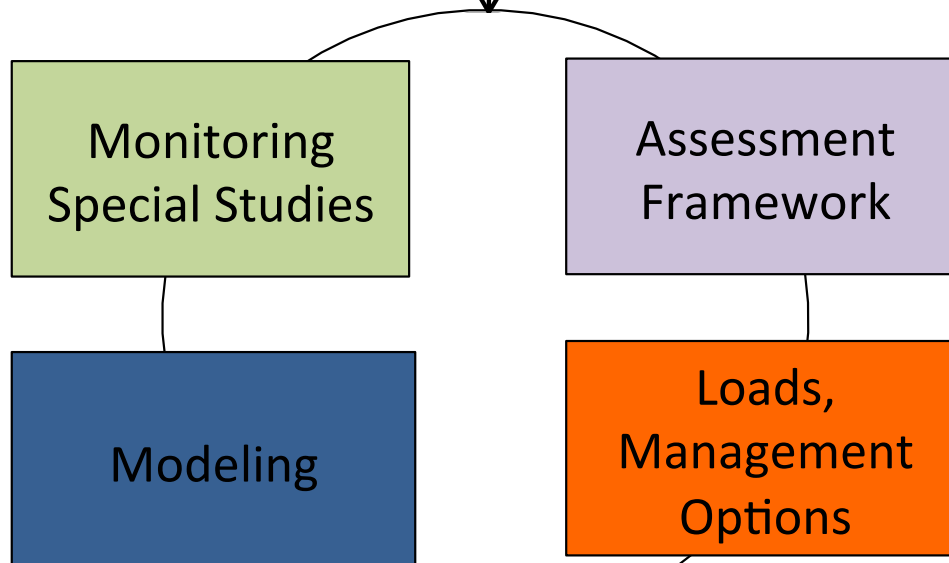 Monitoring
Special Studies
Assessment
Framework
Modeling
Loads,
Management
Options